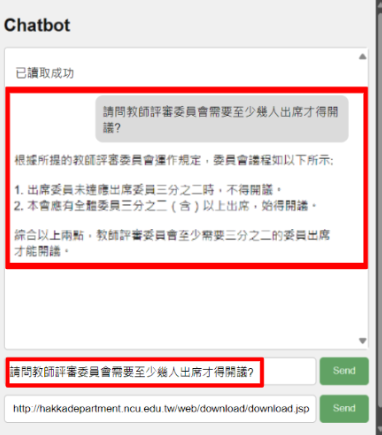 Chatbot
已讀取成功
請問教師評審委員會需要至少幾人出席才得開
議?
根據所提的教師評審委員會運作規定，委員會議程如以下所示:
1. 出席委員未達應出席委員三分之二時，不得開議。
2. 本會應有全體委員三分之二（含）以上出席，始得開議。
綜合以上兩點，教師評審委員會至少需要三分之二的委員出席
才能開議。
請問教師評審委員會需要至少幾人出席才得開議?
Send
http://hakkadepartment.ncu.edu.tw/web/download/download.jsp
Send